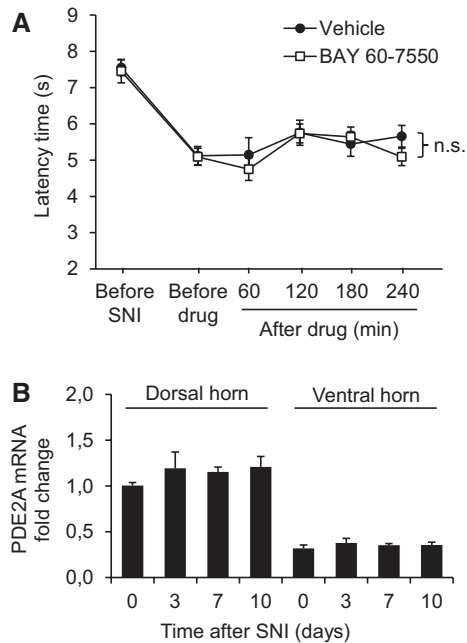 A
Vehicle
BAY 60-7550
Latency time (s)
9
8
7
6
5
4
3
2
n.s.
Before SNI
Before drug
60 120 180 240
After drug (min)
B
Dorsal horn Ventral horn
PDE2A mRNA
fold change
2,0
1,5
1,0
0,5
0,0
0 3 7 10 0 3 7 10
Time after SNI (days)